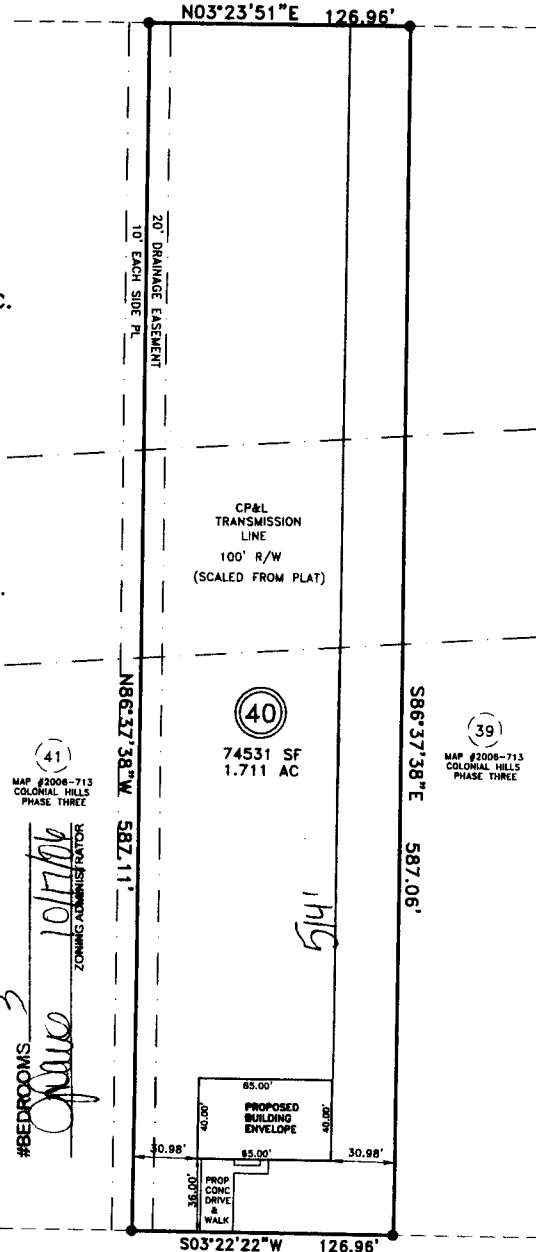 N03°23'51"E 126.96'
20' DRAINAGE EASEMENT
10' EACH SIDE PL
C.
CP&L
TRANSMISSION
LINE
100' R/W
(SCALED FROM PLAT)
.
40
74531 SF
1.711 AC
N86°37'38"W 587.11'
S86°37'38"E 587.06'
41
MAP #2006-713
COLONIAL HILLS
PHASE THREE
39
MAP #2006-713
COLONIAL HILLS
PHASE THREE
#BEDROOMS 3
10/17/06
ZONING ADMINISTRATOR
514'
65.00'
40.00'
PROPOSED
BUILDING
ENVELOPE
40.00'
65.00'
30.98'
30.98'
36.00'
PROP
CONC
DRIVE
&
WALK
S03°22'22"W 126.96'